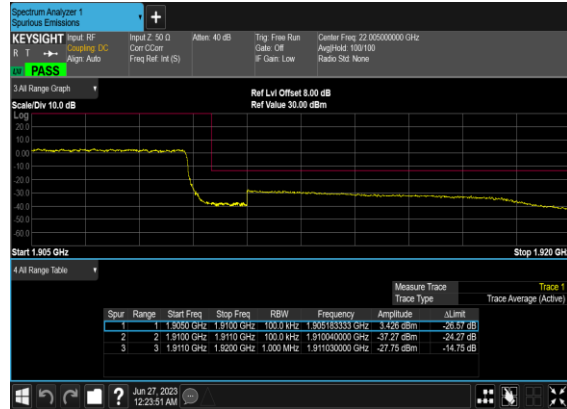 Spectrum Analyzer 1
Spurious Emissions
KEYSIGHT Input: RF Input Z: 50 Ω Atten: 40 dB Trig: Free Run Center Freq: 22.005000000 GHz
R T Coupling: DC Corr CCorr Gate: Off Avg|Hold: 100/100
Align: Auto Freq Ref: Int (S) IF Gain: Low Radio Std: None
PASS
3 All Range Graph
Ref Lvl Offset 8.00 dB
Scale/Div 10.0 dB Ref Value 30.00 dBm
Log
20.0
10.0
0.00
-10.0
-20.0
-30.0
-40.0
-50.0
-60.0
Start 1.905 GHz Stop 1.920 GH
4 All Range Table
Measure Trace Trace 1
Trace Type Trace Average (Active)
Spur Range Start Freq Stop Freq RBW Frequency Amplitude ΔLimit
1 1 1.9050 GHz 1.9100 GHz 100.0 kHz 1.905183333 GHz 3.426 dBm -26.57 dB
2 2 1.9100 GHz 1.9110 GHz 100.0 kHz 1.910040000 GHz -37.27 dBm -24.27 dB
3 3 1.9110 GHz 1.9200 GHz 1.000 MHz 1.911030000 GHz -27.75 dBm -14.75 dB
?
Jun 27, 2023
12:23:51 AM